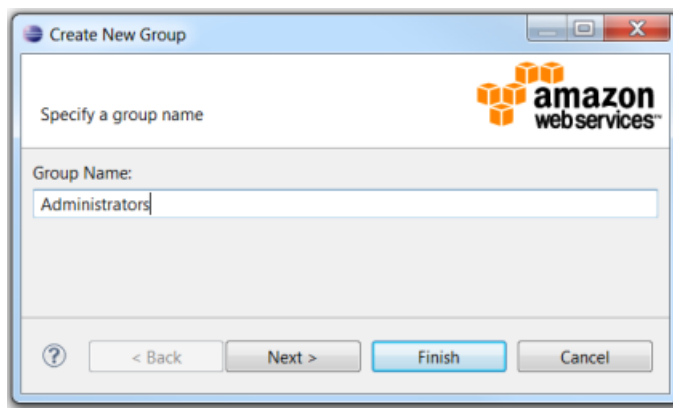 Create New Group
Specify a group name
amazon
webservices™
Group Name:
Administrators
? < Back Next > Finish Cancel